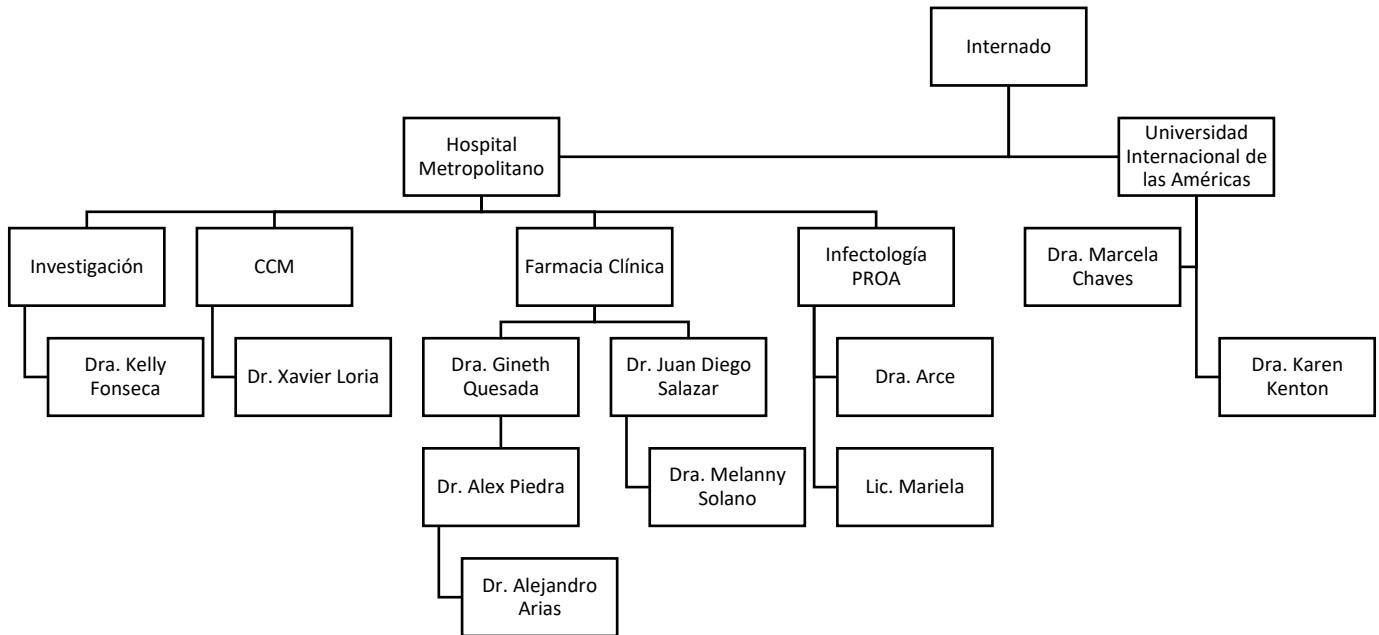 Internado
Hospital
Metropolitano
Universidad
Internacional de
las Américas
Investigación
CCM
Farmacia Clínica
Infectología
PROA
Dra. Marcela
Chaves
Dra. Kelly
Fonseca
Dr. Xavier Loria
Dra. Gineth
Quesada
Dr. Juan Diego
Salazar
Dra. Arce
Dra. Karen
Kenton
Dr. Alex Piedra
Dra. Melanny
Solano
Lic. Mariela
Dr. Alejandro
Arias